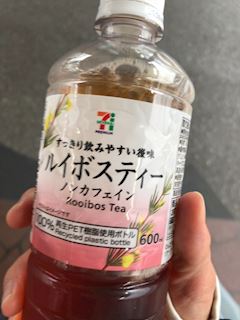 7
PREMIUM
すっきり飲みやすい後味
ルイボスティー
ノンカフェイン
Rooibos Tea
100%再生PET樹脂使用ボトル
Recycled plastic bottle
600ml